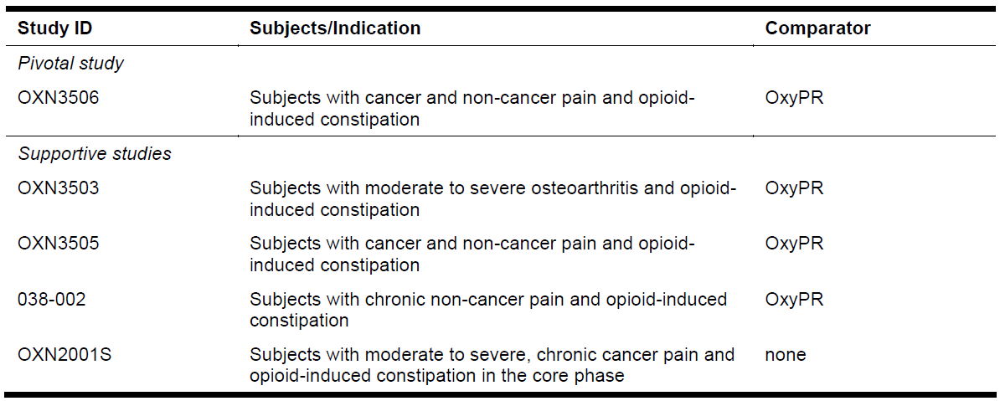 Study ID Subjects/Indication Comparator
Pivotal study
OXN3506 Subjects with cancer and non-cancer pain and opioid- OxyPR
induced constipation
Supportive studies
OXN3503 Subjects with moderate to severe osteoarthritis and opioid- OxyPR
induced constipation
OXN3505 Subjects with cancer and non-cancer pain and opioid- OxyPR
induced constipation
038-002 Subjects with chronic non-cancer pain and opioid-induced OxyPR
constipation
OXN2001S Subjects with moderate to severe, chronic cancer pain and none
opioid-induced constipation in the core phase